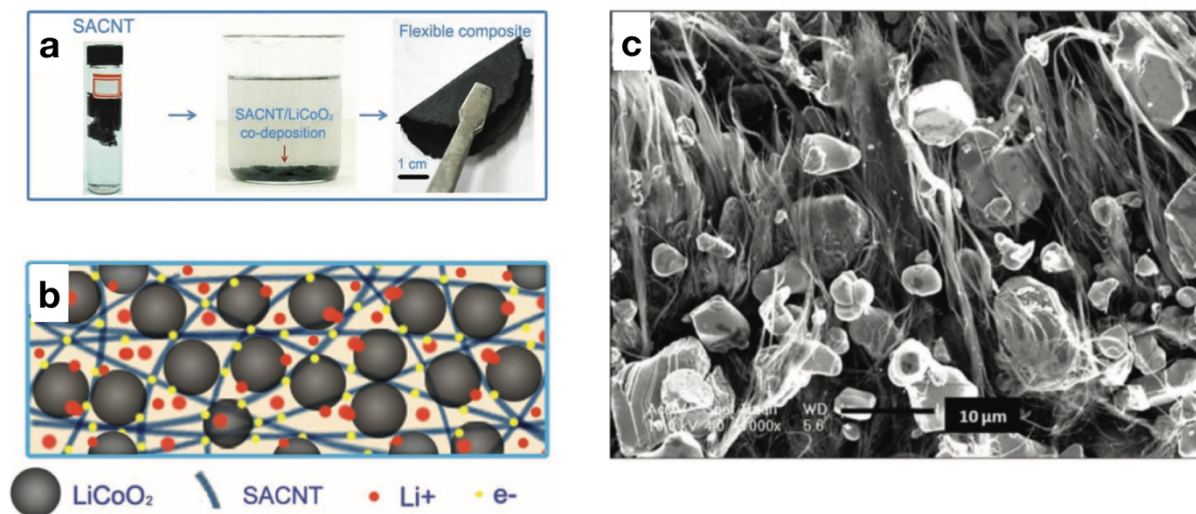 a
SACNT
SACNT/LiCoO₂
co-deposition
Flexible composite
1 cm
b
LiCoO₂
SACNT
Li+
e-
c
WD
5.6
10 µm